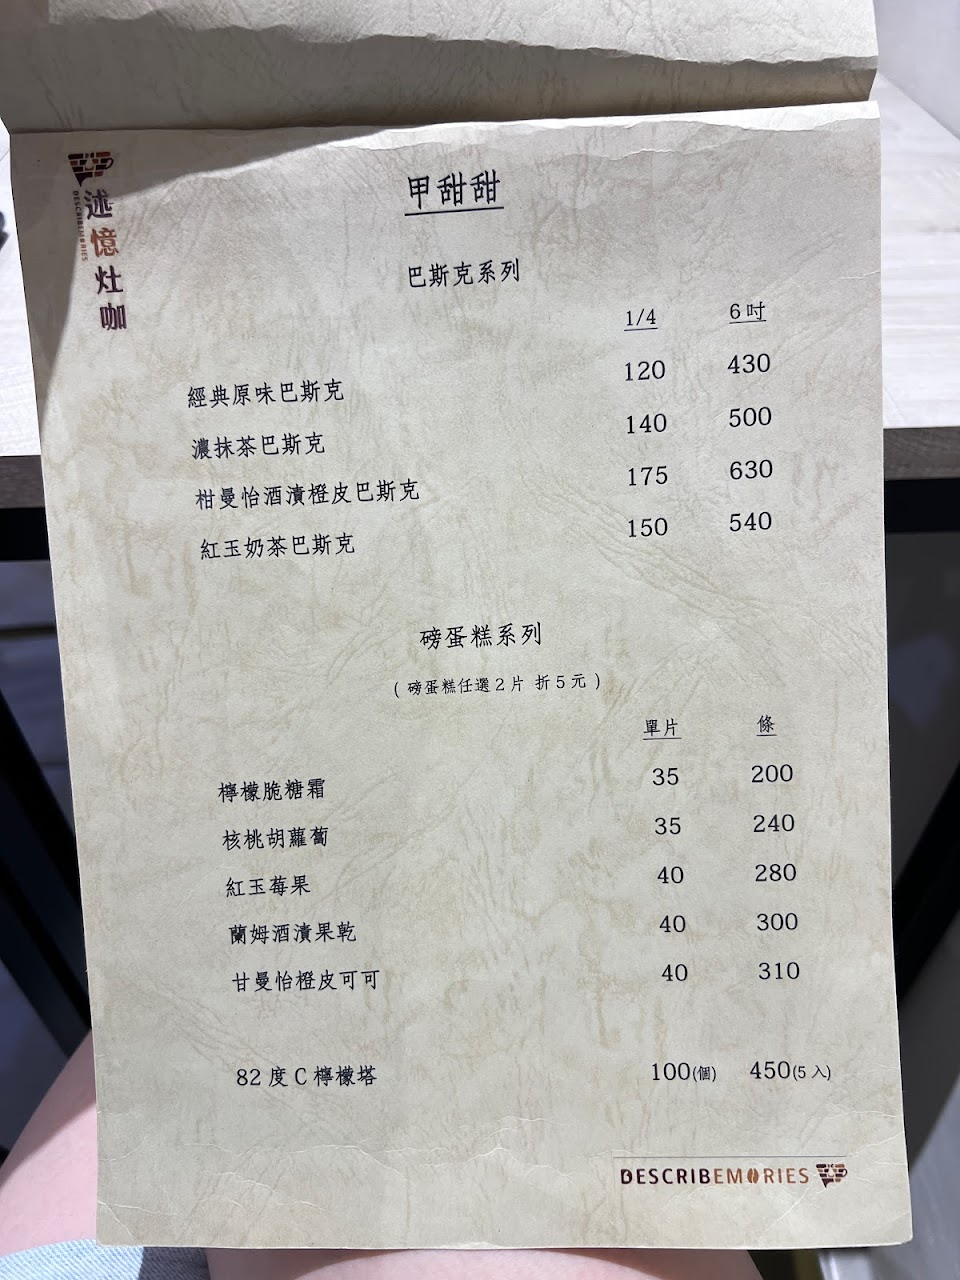 述憶灶咖
DESCRIBEMORIES
甲甜甜
巴斯克系列
1/4 6吋
經典原味巴斯克 120 430
濃抹茶巴斯克 140 500
柑曼怡酒漬橙皮巴斯克 175 630
紅玉奶茶巴斯克 150 540
磅蛋糕系列
(磅蛋糕任選2片 折5元)
單片 條
檸檬脆糖霜 35 200
核桃胡蘿蔔 35 240
紅玉莓果 40 280
蘭姆酒漬果乾 40 300
甘曼怡橙皮可可 40 310
82度C檸檬塔 100(個) 450(5入)
DESCRIBEMORIES